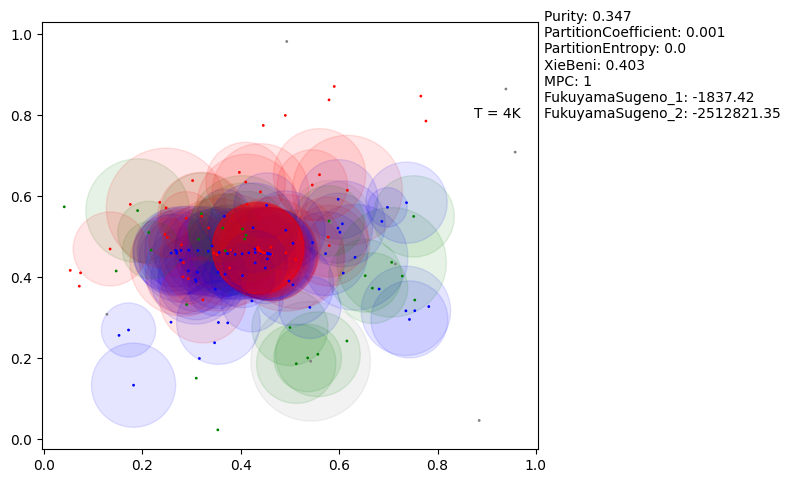 Purity: 0.347
PartitionCoefficient: 0.001
PartitionEntropy: 0.0
XieBeni: 0.403
MPC: 1
FukuyamaSugeno_1: -1837.42
FukuyamaSugeno_2: -2512821.35
T = 4K
1.0
0.8
0.6
0.4
0.2
0.0
0.0
0.2
0.4
0.6
0.8
1.0